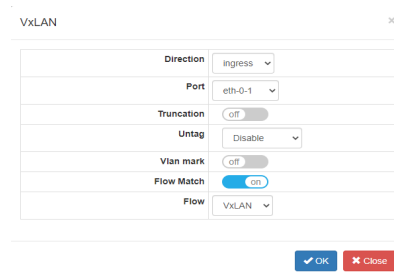 VxLAN ×
Direction ingress
Port eth-0-1
Truncation off
Untag Disable
Vlan mark off
Flow Match on
Flow VxLAN
✔ OK ✖ Close